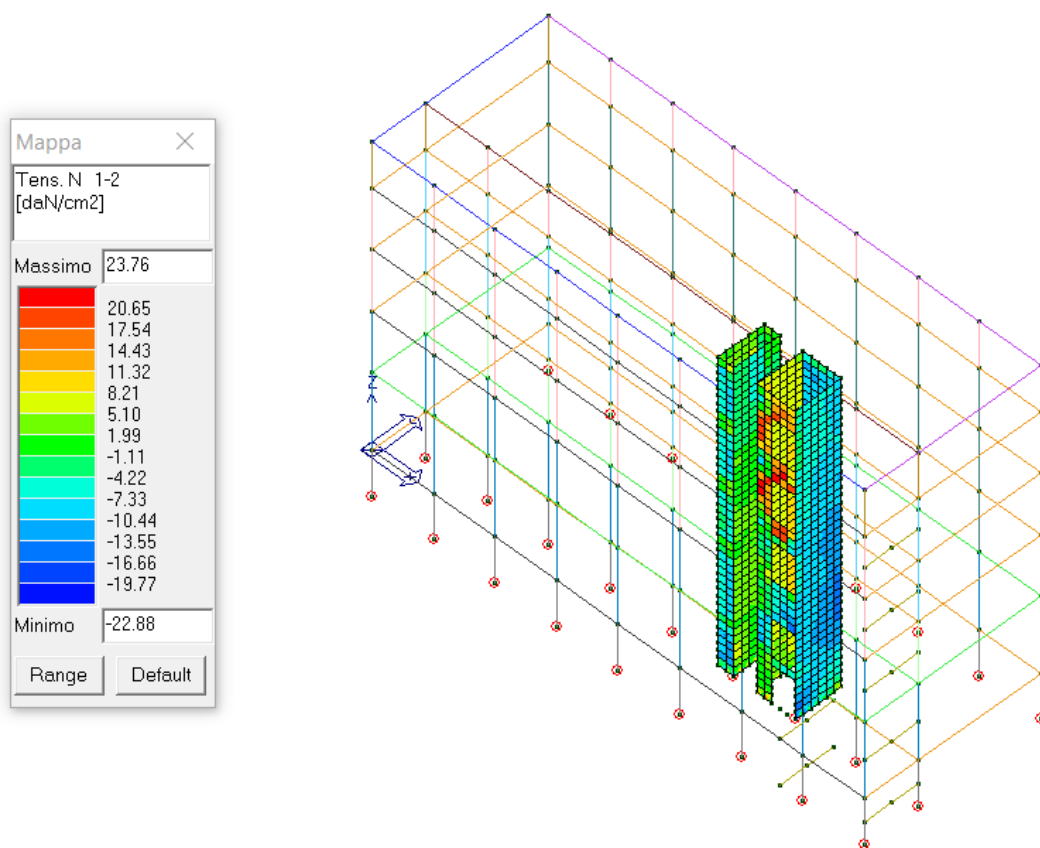 Mappa
Tens. N 1-2
[daN/cm2]
Massimo 23.76
20.65
17.54
14.43
11.32
8.21
5.10
1.99
-1.11
-4.22
-7.33
-10.44
-13.55
-16.66
-19.77
Minimo -22.88
Range Default
Z